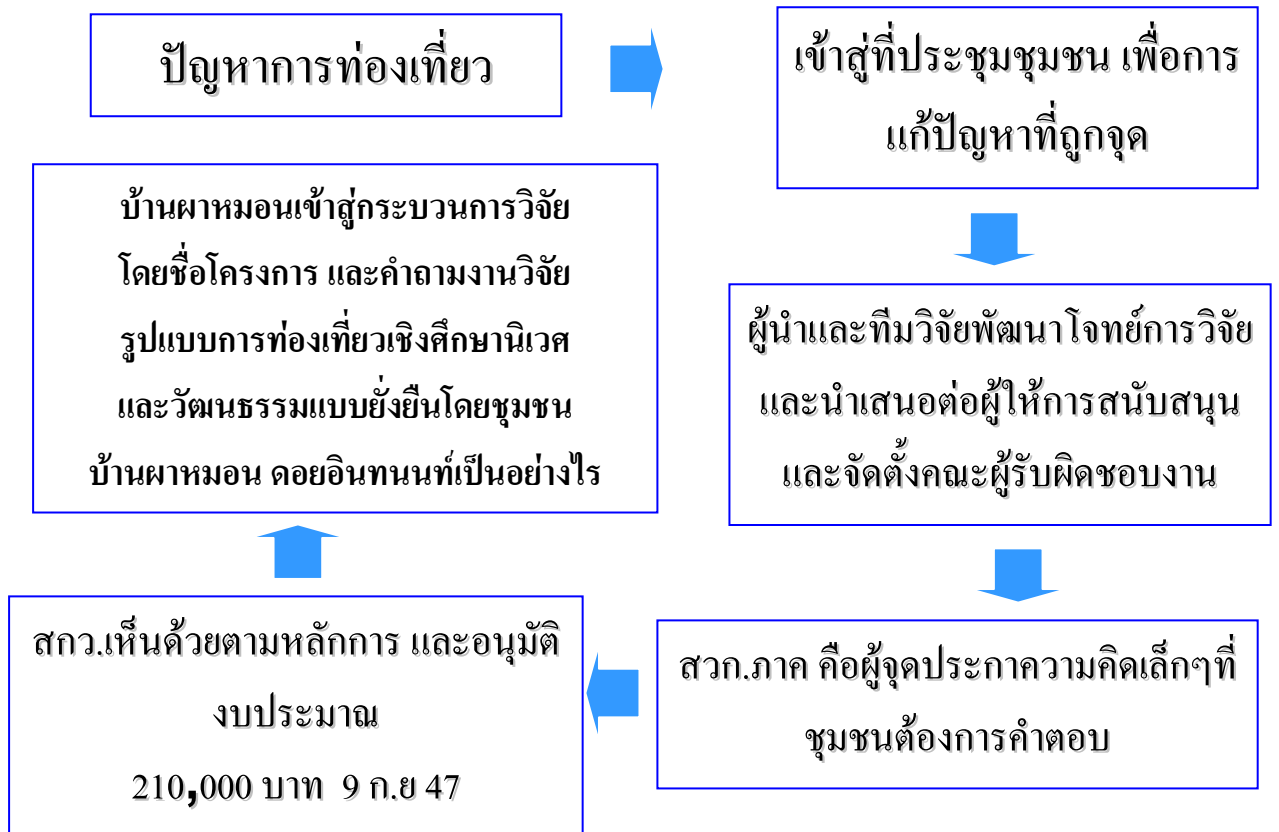 ปัญหาการท่องเที่ยว
เข้าสู่ที่ประชุมชุมชน เพื่อการ
แก้ปัญหาที่ถูกจุด
ผู้นำและทีมวิจัยพัฒนาโจทย์การวิจัย
และนำเสนอต่อผู้ให้การสนับสนุน
และจัดตั้งคณะผู้รับผิดชอบงาน
สวก.ภาค คือผู้จุดประกาความคิดเล็กๆที่
ชุมชนต้องการคำตอบ
สกว.เห็นด้วยตามหลักการ และอนุมัติ
งบประมาณ
210,000 บาท 9 ก.ย 47
บ้านผาหมอนเข้าสู่กระบวนการวิจัย
โดยชื่อโครงการ และคำถามงานวิจัย
รูปแบบการท่องเที่ยวเชิงศึกษานิเวศ
และวัฒนธรรมแบบยั่งยืนโดยชุมชน
บ้านผาหมอน ดอยอินทนนท์เป็นอย่างไร